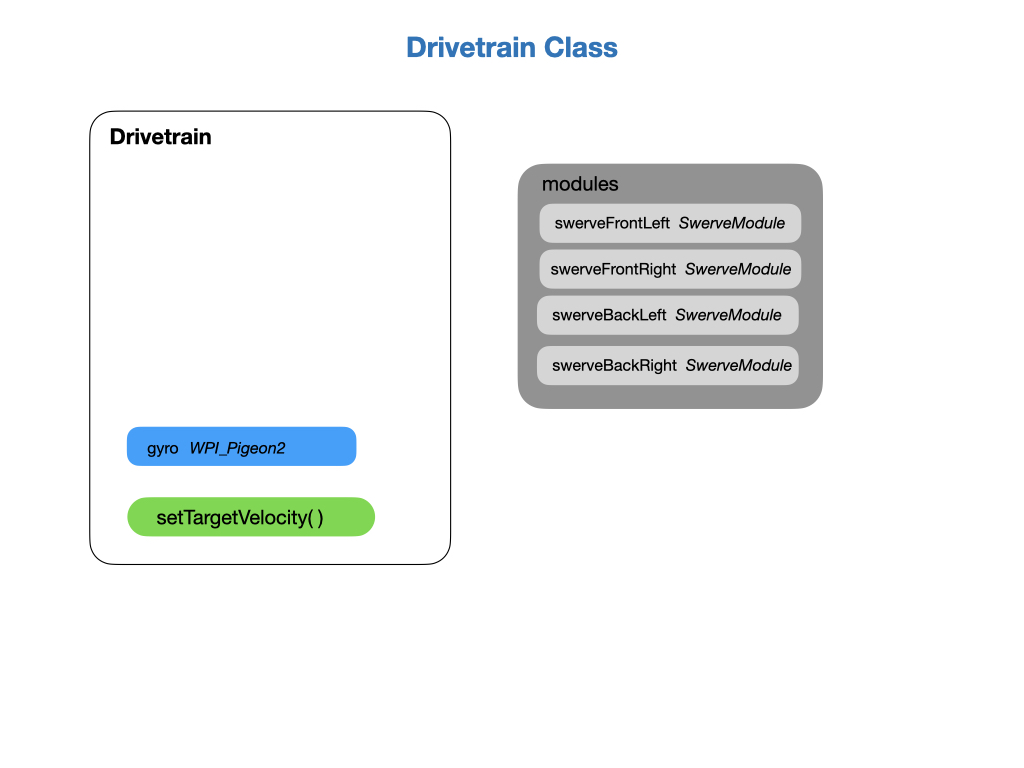 Drivetrain Class
Drivetrain
modules
swerveFrontLeft SwerveModule
swerveFrontRight SwerveModule
swerveBackLeft SwerveModule
swerveBackRight SwerveModule
gyro WPI_Pigeon2
setTargetVelocity( )